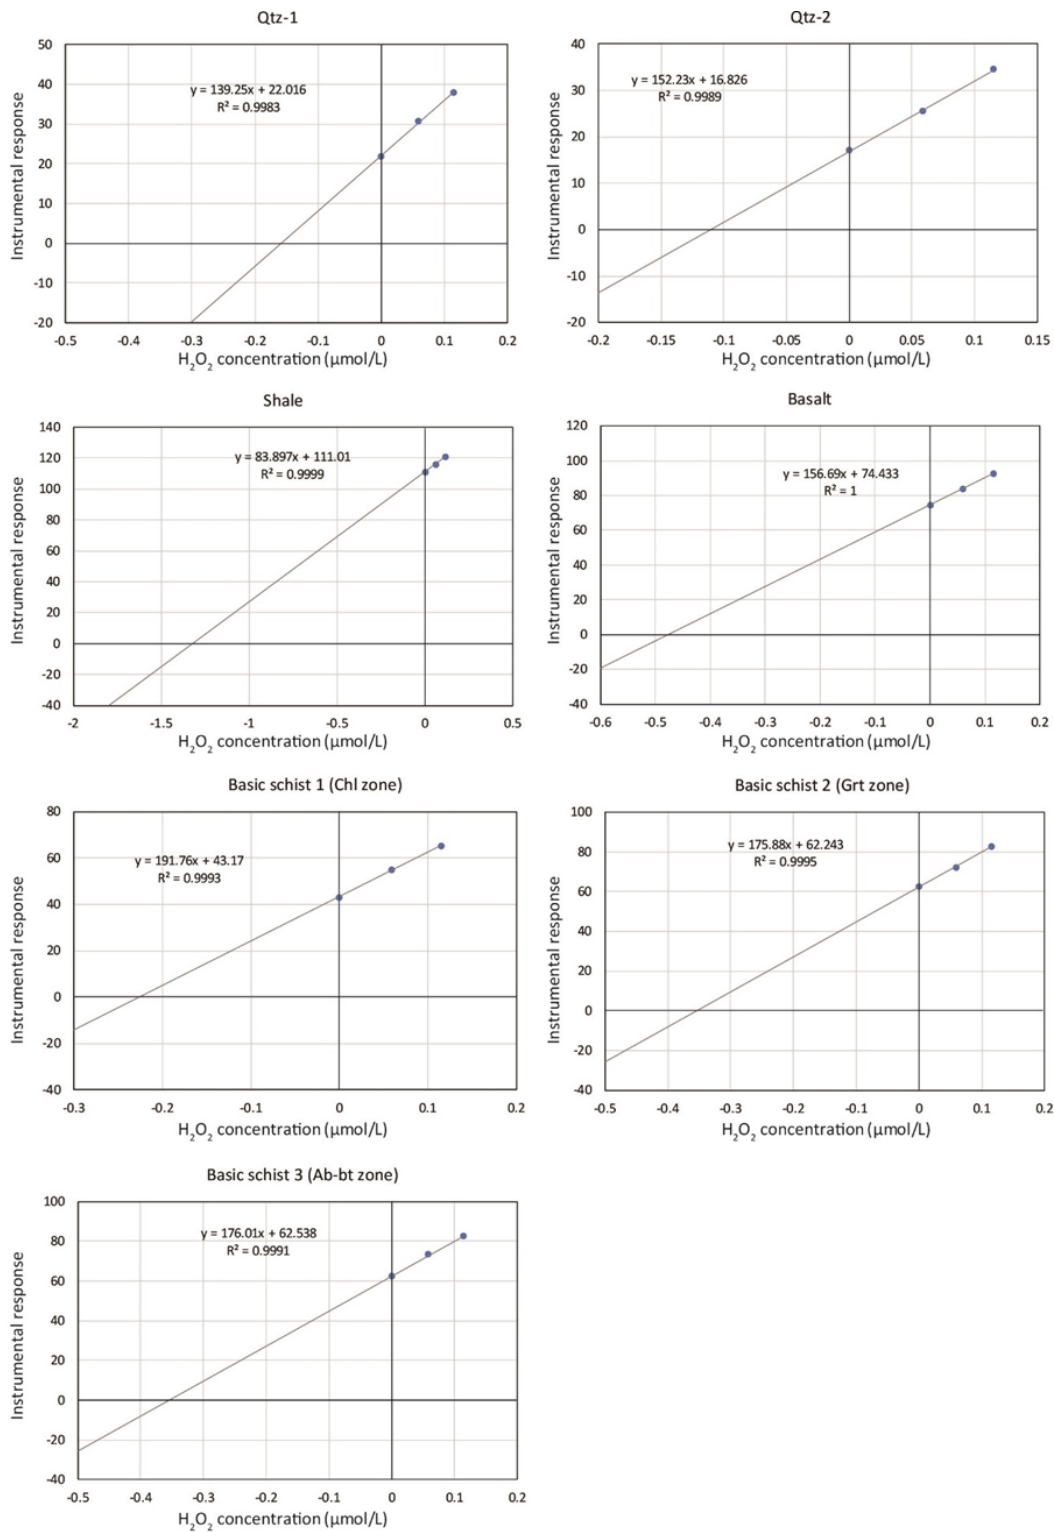 Qtz-1
50
40
30
20
10
0
-10
-20
y = 139.25x + 22.016
R² = 0.9983
-0.5 -0.4 -0.3 -0.2 -0.1 0 0.1 0.2
H₂O₂ concentration (µmol/L)
Instrumental response
Qtz-2
40
30
20
10
0
-10
-20
y = 152.23x + 16.826
R² = 0.9989
-0.2 -0.15 -0.1 -0.05 0 0.05 0.1 0.15
H₂O₂ concentration (µmol/L)
Instrumental response
Shale
140
120
100
80
60
40
20
0
-20
-40
y = 83.897x + 111.01
R² = 0.9999
-2 -1.5 -1 -0.5 0 0.5
H₂O₂ concentration (µmol/L)
Instrumental response
Basalt
120
100
80
60
40
20
0
-20
-40
y = 156.69x + 74.433
R² = 1
-0.6 -0.5 -0.4 -0.3 -0.2 -0.1 0 0.1 0.2
H₂O₂ concentration (µmol/L)
Instrumental response
Basic schist 1 (Chl zone)
80
60
40
20
0
-20
-40
y = 191.76x + 43.17
R² = 0.9993
-0.3 -0.2 -0.1 0 0.1 0.2
H₂O₂ concentration (µmol/L)
Instrumental response
Basic schist 2 (Grt zone)
100
80
60
40
20
0
-20
-40
y = 175.88x + 62.243
R² = 0.9995
-0.5 -0.4 -0.3 -0.2 -0.1 0 0.1 0.2
H₂O₂ concentration (µmol/L)
Instrumental response
Basic schist 3 (Ab-bt zone)
100
80
60
40
20
0
-20
-40
y = 176.01x + 62.538
R² = 0.9991
-0.5 -0.4 -0.3 -0.2 -0.1 0 0.1 0.2
H₂O₂ concentration (µmol/L)
Instrumental response